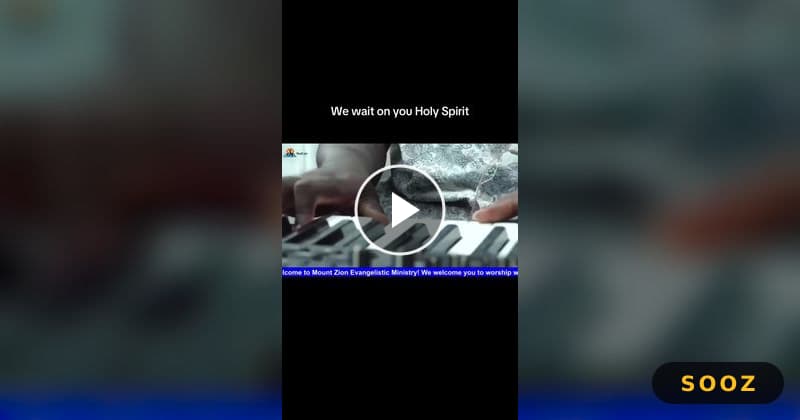 We wait on you Holy Spirit
lcome to Mount Zion Evangelistic Ministry! We welcome you to worship w
SOOZ